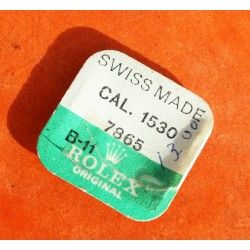 SWISS MADE
CAL. 1530
7865
B-11
ROLEX
ORIGINAL